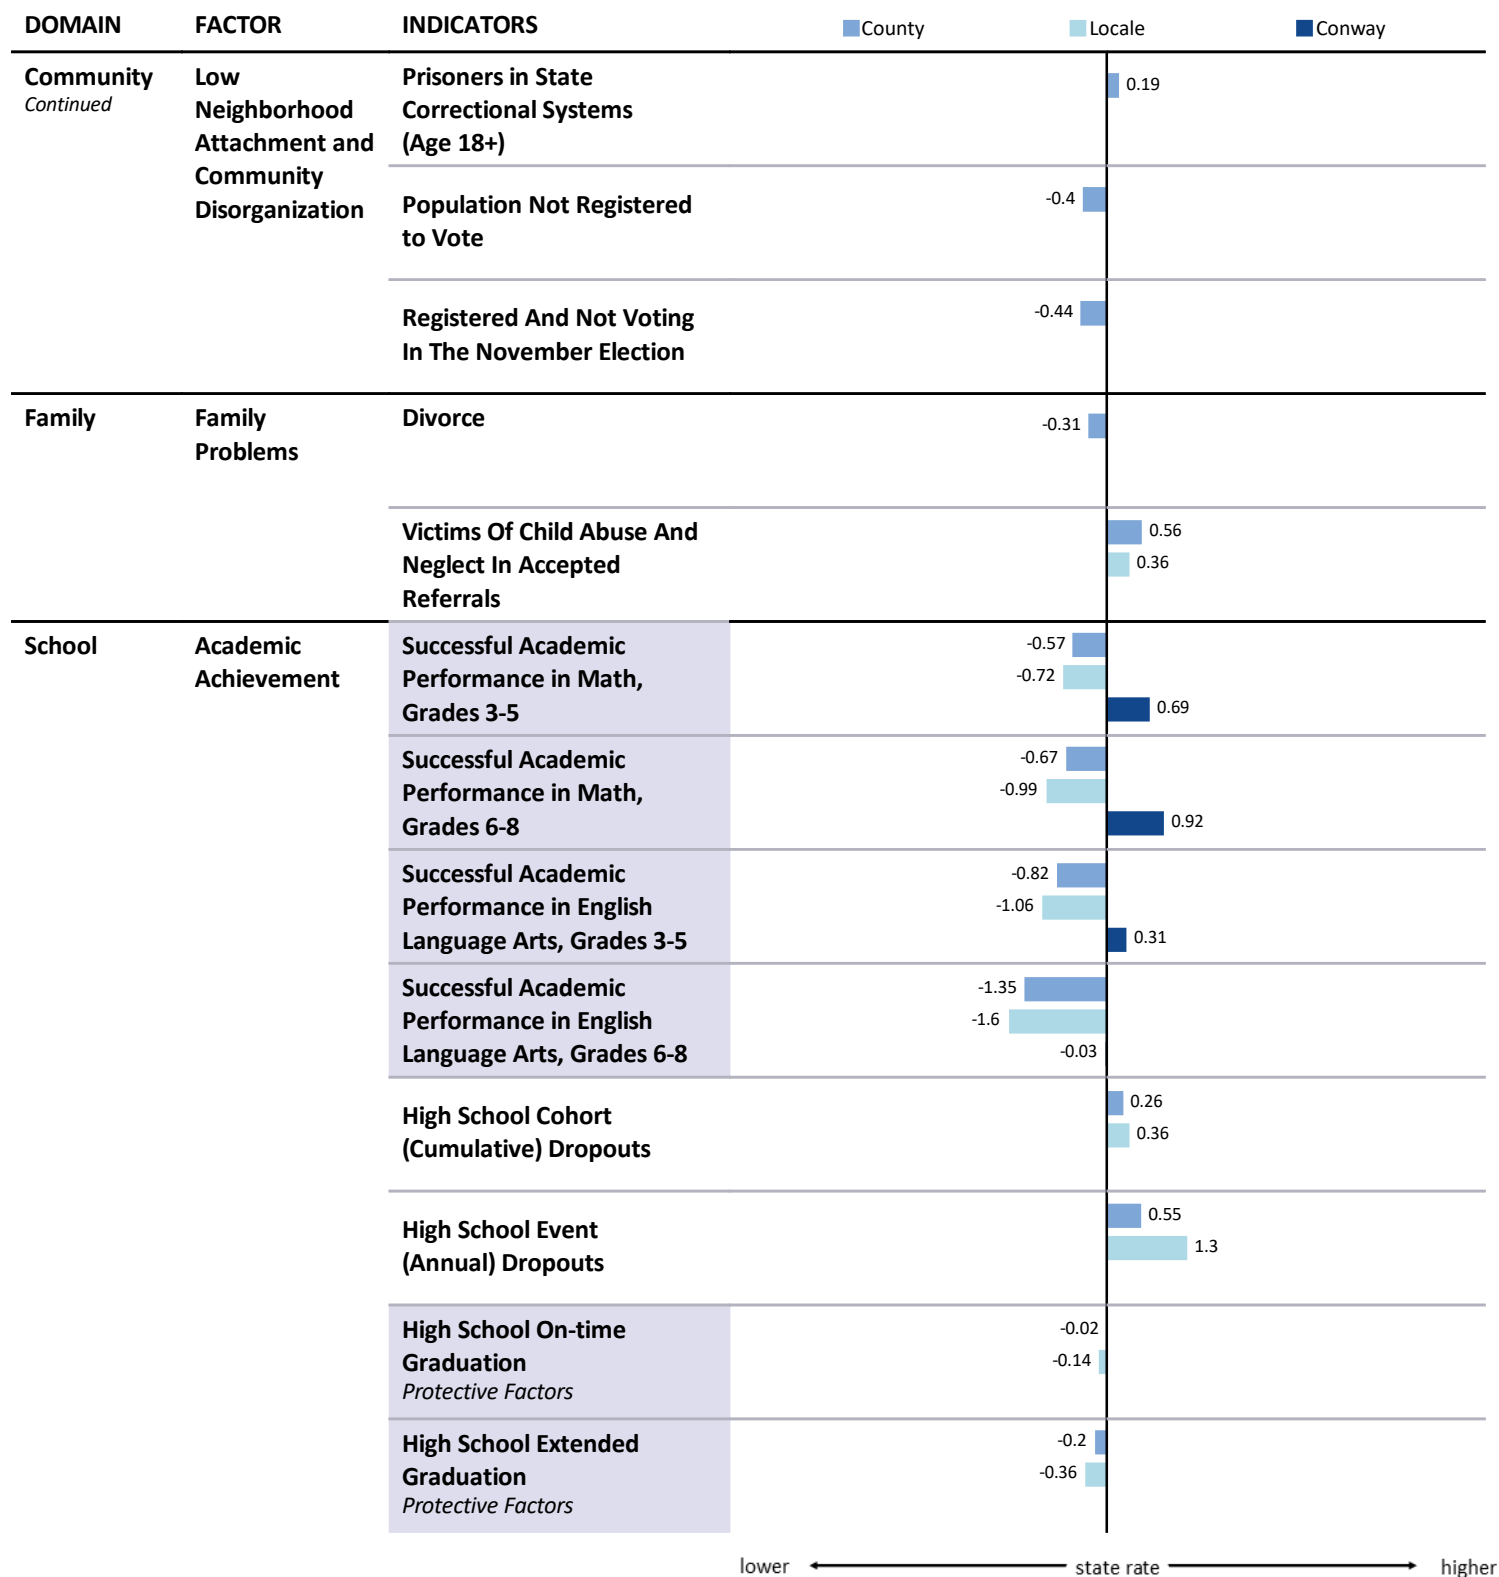 DOMAIN FACTOR INDICATORS County Locale Conway
Community Low Prisoners in State 0.19
Continued Neighborhood Correctional Systems
Attachment and (Age 18+)
Community
Disorganization Population Not Registered -0.4
to Vote
Registered And Not Voting -0.44
In The November Election
Family Family Divorce -0.31
Problems
Victims Of Child Abuse And 0.56
Neglect In Accepted 0.36
Referrals
School Academic Successful Academic -0.57
Achievement Performance in Math, -0.72
Grades 3-5 0.69
Successful Academic -0.67
Performance in Math, -0.99
Grades 6-8 0.92
Successful Academic -0.82
Performance in English -1.06
Language Arts, Grades 3-5 0.31
Successful Academic -1.35
Performance in English -1.6
Language Arts, Grades 6-8 -0.03
High School Cohort 0.26
(Cumulative) Dropouts 0.36
High School Event 0.55
(Annual) Dropouts 1.3
High School On-time -0.02
Graduation -0.14
Protective Factors
High School Extended -0.2
Graduation -0.36
Protective Factors
lower state rate higher